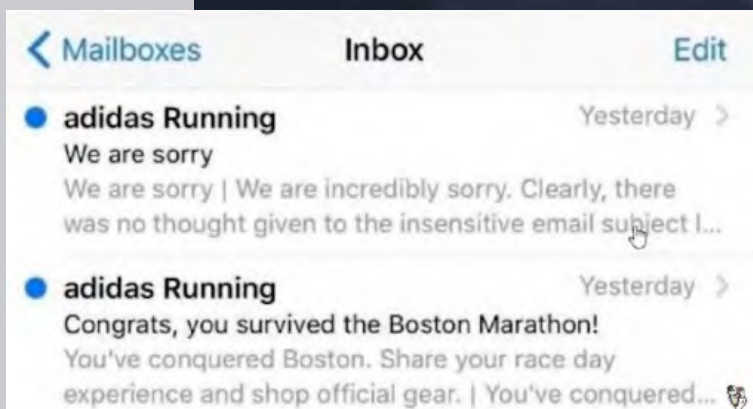 Mailboxes Inbox Edit
adidas Running Yesterday
We are sorry
We are sorry | We are incredibly sorry. Clearly, there
was no thought given to the insensitive email subject l...
adidas Running Yesterday
Congrats, you survived the Boston Marathon!
You've conquered Boston. Share your race day
experience and shop official gear. | You've conquered...